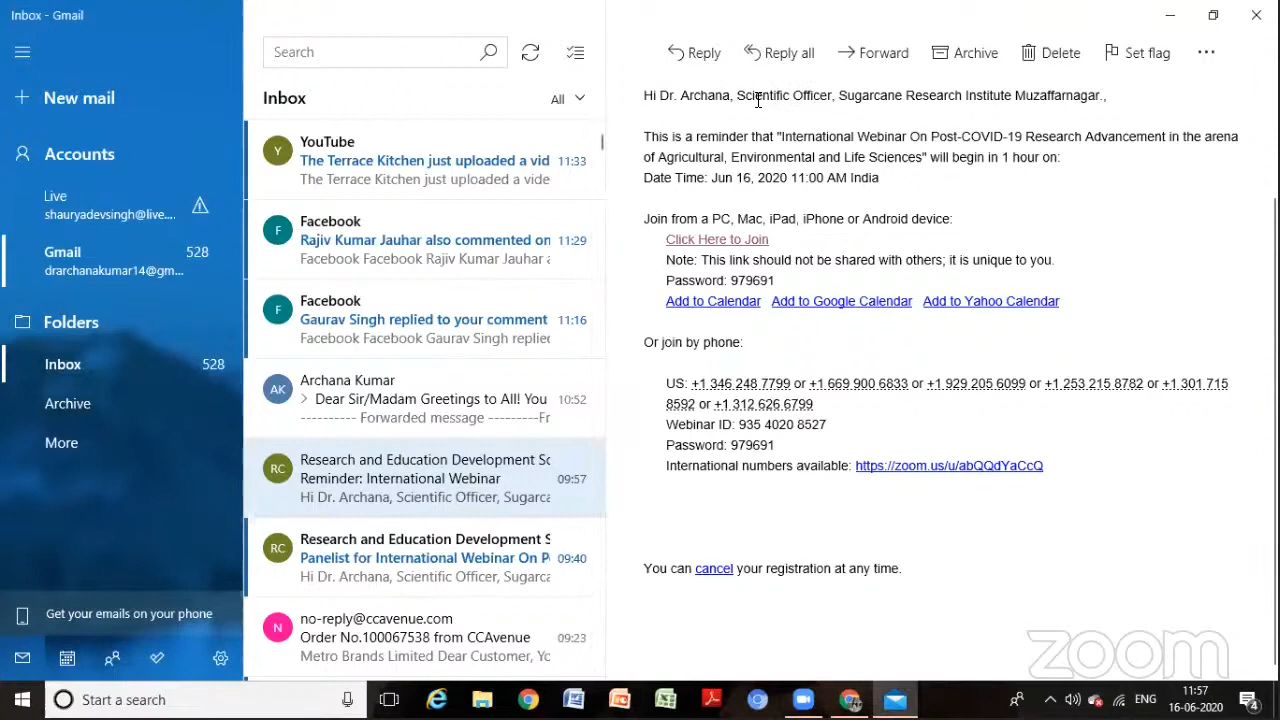 Inbox - Gmail
New mail
Accounts
Live
shauryadevsingh@live....
Gmail 528
drarchanakumar14@gm...
Folders
Inbox 528
Archive
More
Get your emails on your phone
Search
Inbox All
Y YouTube
The Terrace Kitchen just uploaded a vid 11:33
The Terrace Kitchen just uploaded a vide
F Facebook
Rajiv Kumar Jauhar also commented on 11:29
Facebook Facebook Rajiv Kumar Jauhar a
F Facebook
Gaurav Singh replied to your comment 11:16
Facebook Facebook Gaurav Singh replied
AK Archana Kumar
Dear Sir/Madam Greetings to All! You 10:52
---------- Forwarded message ---------Fr
RC Research and Education Development Sc
Reminder: International Webinar 09:57
Hi Dr. Archana, Scientific Officer, Sugarca
RC Research and Education Development S
Panelist for International Webinar On P 09:40
Hi Dr. Archana, Scientific Officer, Sugarca
N no-reply@ccavenue.com
Order No.100067538 from CCAvenue 09:23
Metro Brands Limited Dear Customer, Yo
Reply Reply all Forward Archive Delete Set flag
Hi Dr. Archana, Scientific Officer, Sugarcane Research Institute Muzaffarnagar.,
This is a reminder that "International Webinar On Post-COVID-19 Research Advancement in the arena
of Agricultural, Environmental and Life Sciences" will begin in 1 hour on:
Date Time: Jun 16, 2020 11:00 AM India
Join from a PC, Mac, iPad, iPhone or Android device:
Click Here to Join
Note: This link should not be shared with others; it is unique to you.
Password: 979691
Add to Calendar Add to Google Calendar Add to Yahoo Calendar
Or join by phone:
US: +1 346 248 7799 or +1 669 900 6833 or +1 929 205 6099 or +1 253 215 8782 or +1 301 715
8592 or +1 312 626 6799
Webinar ID: 935 4020 8527
Password: 979691
International numbers available: https://zoom.us/u/abQQdYaCcQ
You can cancel your registration at any time.
zoom
Start a search
ENG
11:57
16-06-2020
4